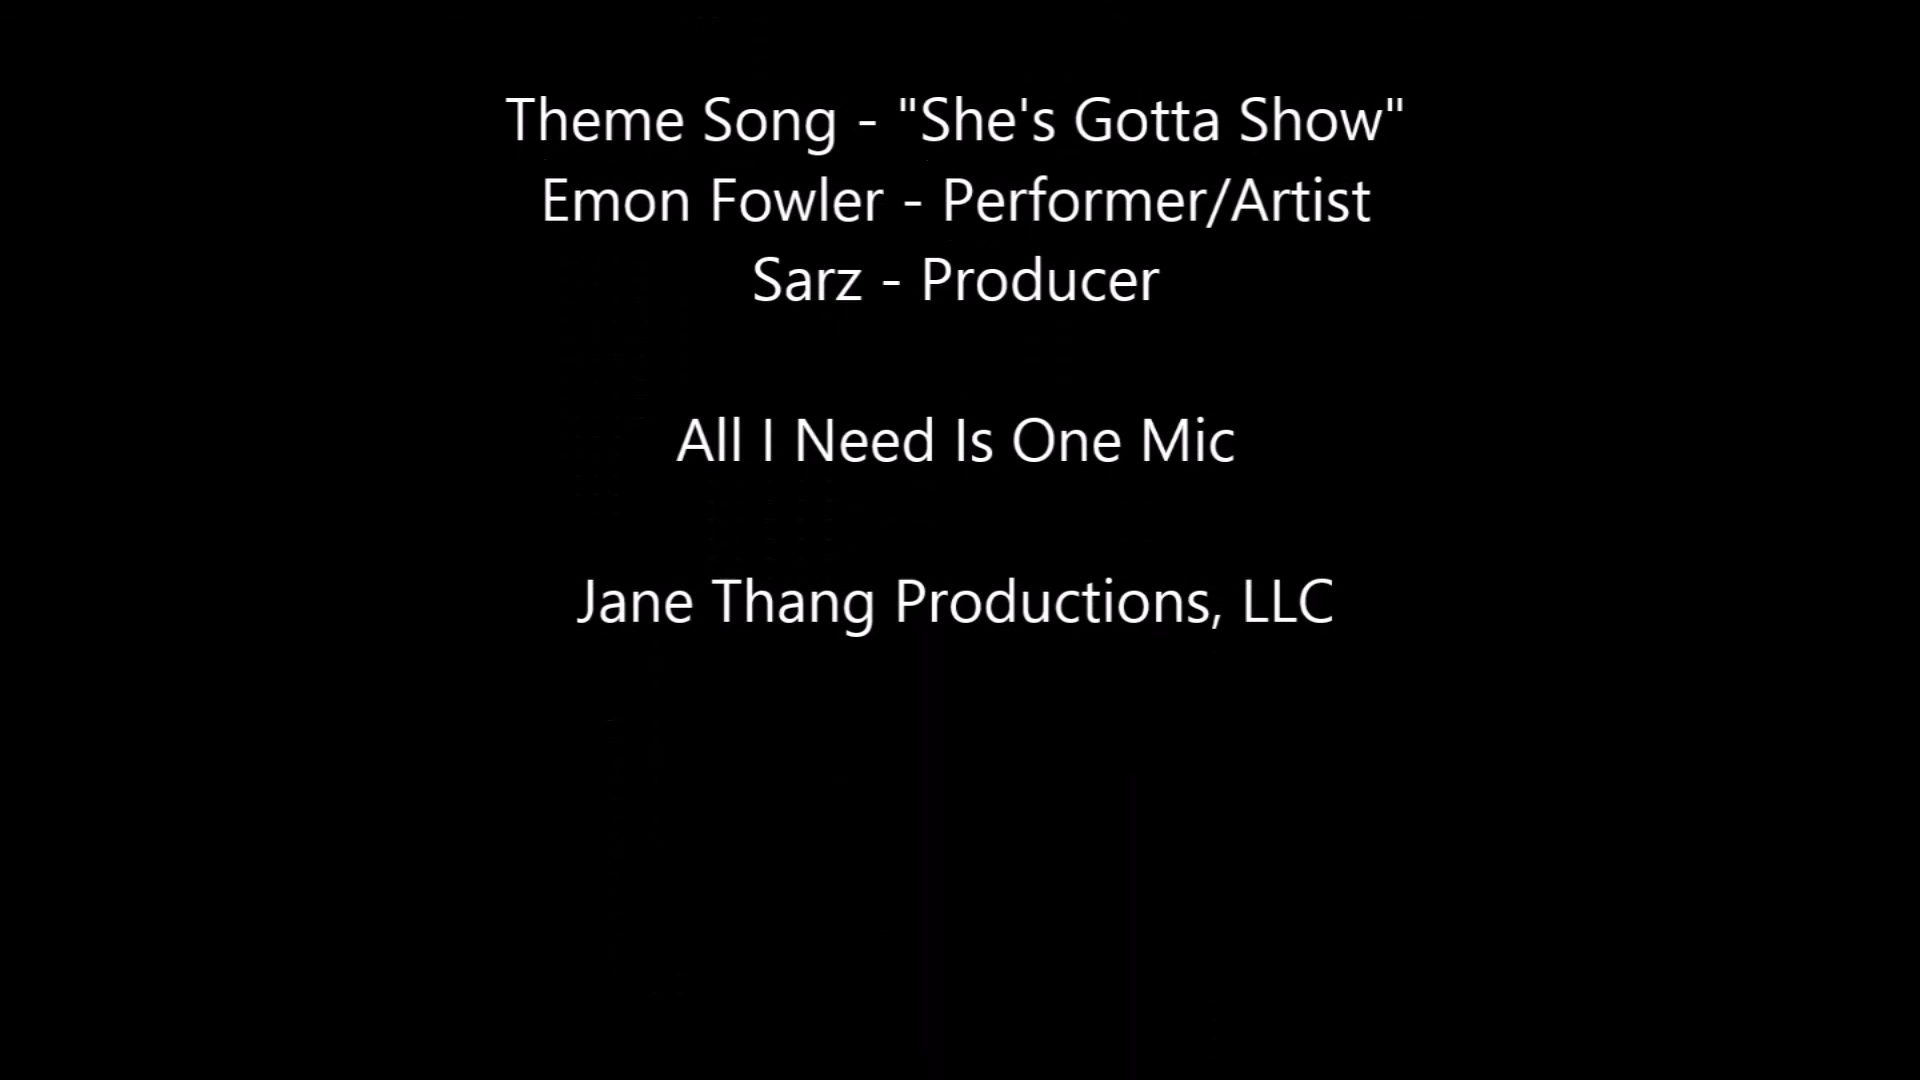 Theme Song - "She's Gotta Show"
Emon Fowler - Performer/Artist
Sarz - Producer
All I Need Is One Mic
Jane Thang Productions, LLC